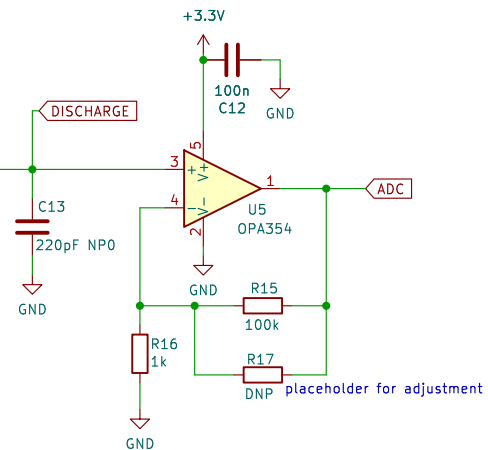 +3.3V
100n
C12
GND
DISCHARGE
5
3
+
V+
1
ADC
4
-
V-
2
U5
OPA354
C13
220pF NP0
GND
GND
R15
100k
R16
1k
R17
DNP
placeholder for adjustment
GND